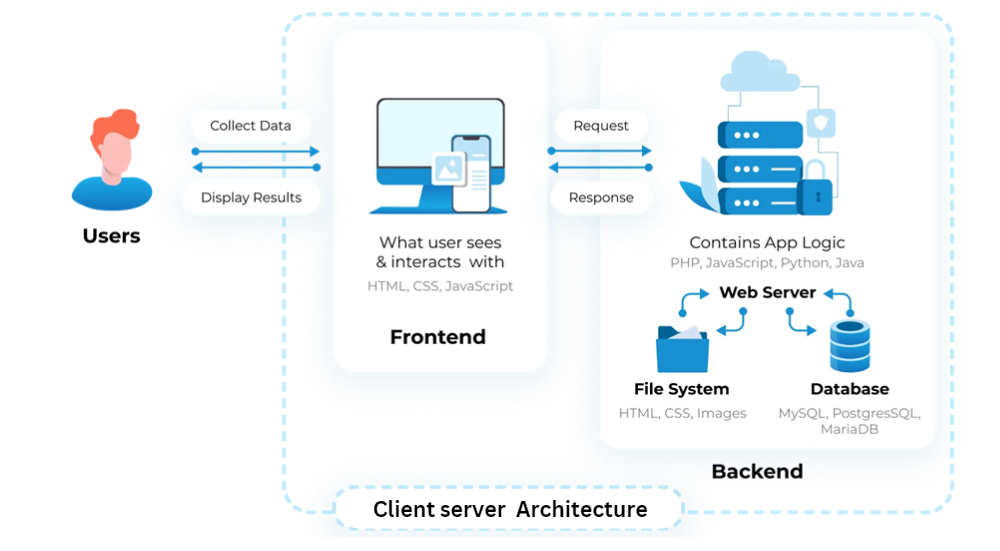 Collect Data
Display Results
Users
What user sees
& interacts with
HTML, CSS, JavaScript
Frontend
Request
Response
Contains App Logic
PHP, JavaScript, Python, Java
Web Server
File System
HTML, CSS, Images
Database
MySQL, PostgresSQL,
MariaDB
Backend
Client server Architecture